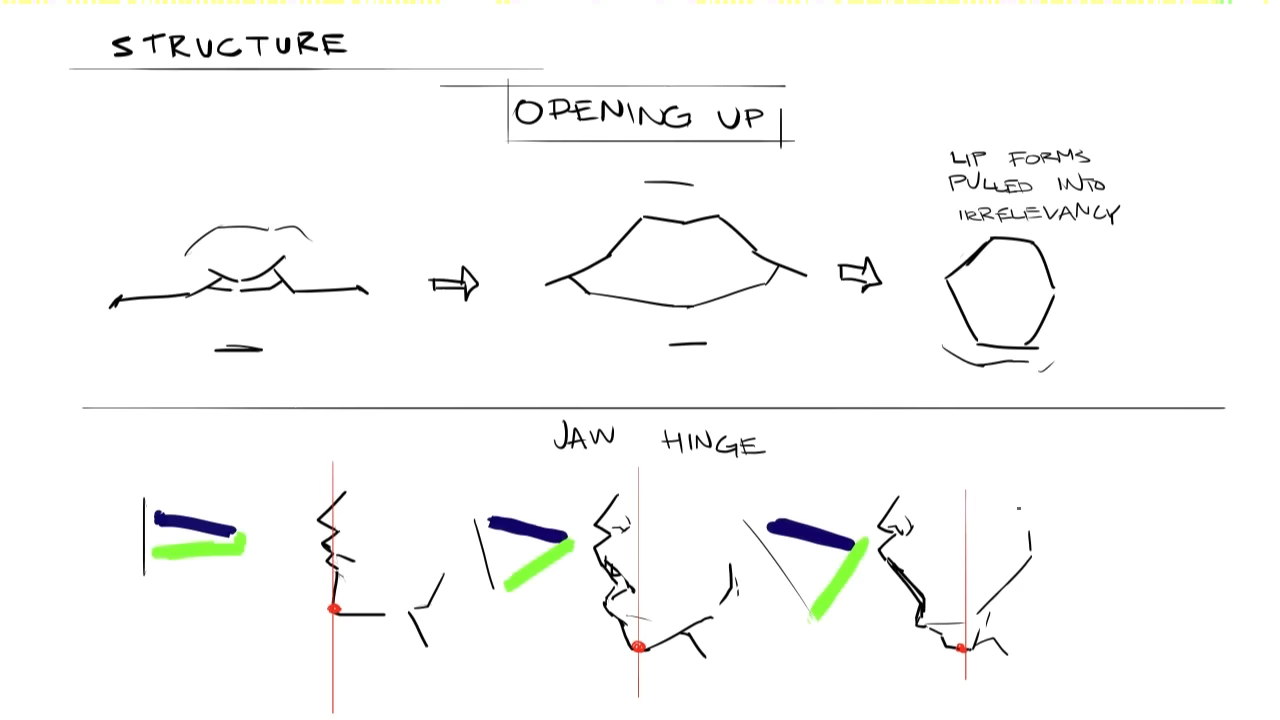 STRUCTURE
OPENING UP
LIP FORMS
PULLED INTO
IRRELEVANCY
JAW HINGE